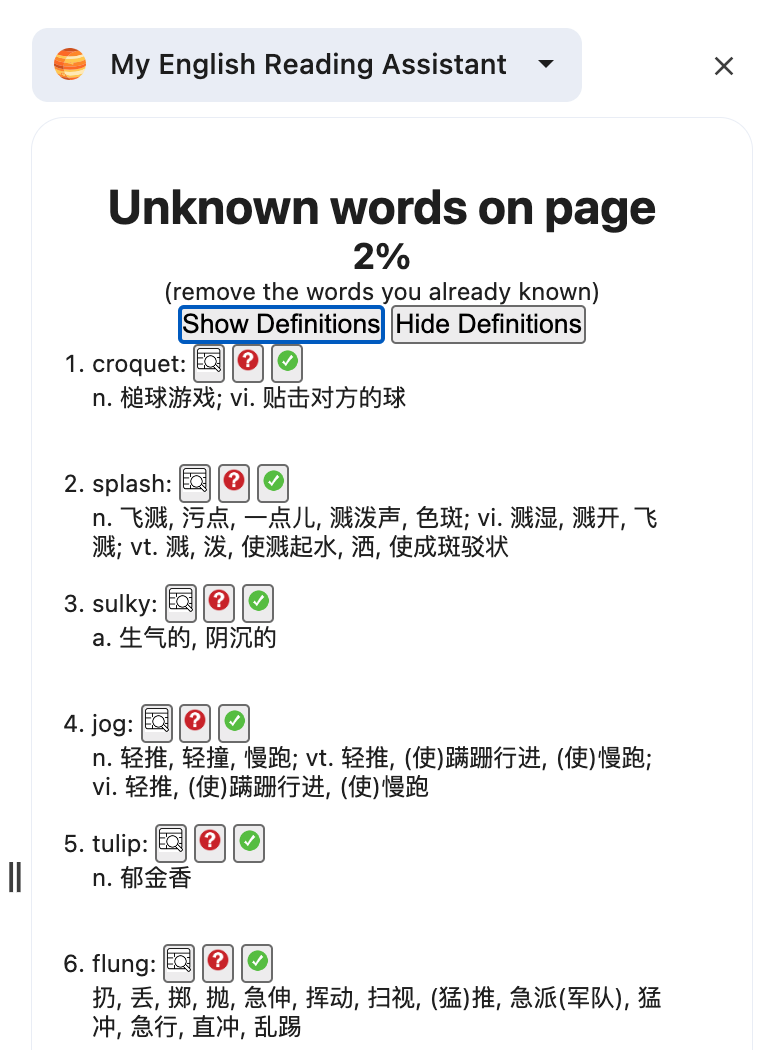 My English Reading Assistant
Unknown words on page
2%
(remove the words you already known)
Show Definitions Hide Definitions
1. croquet:
n. 槌球游戏; vi. 贴击对方的球
2. splash:
n. 飞溅, 污点, 一点儿, 溅泼声, 色斑; vi. 溅湿, 溅开, 飞
溅; vt. 溅, 泼, 使溅起水, 洒, 使成斑驳状
3. sulky:
a. 生气的, 阴沉的
4. jog:
n. 轻推, 轻撞, 慢跑; vt. 轻推, (使)蹒跚行进, (使)慢跑;
vi. 轻推, (使)蹒跚行进, (使)慢跑
5. tulip:
n. 郁金香
6. flung:
扔, 丢, 掷, 抛, 急伸, 挥动, 扫视, (猛)推, 急派(军队), 猛
冲, 急行, 直冲, 乱踢